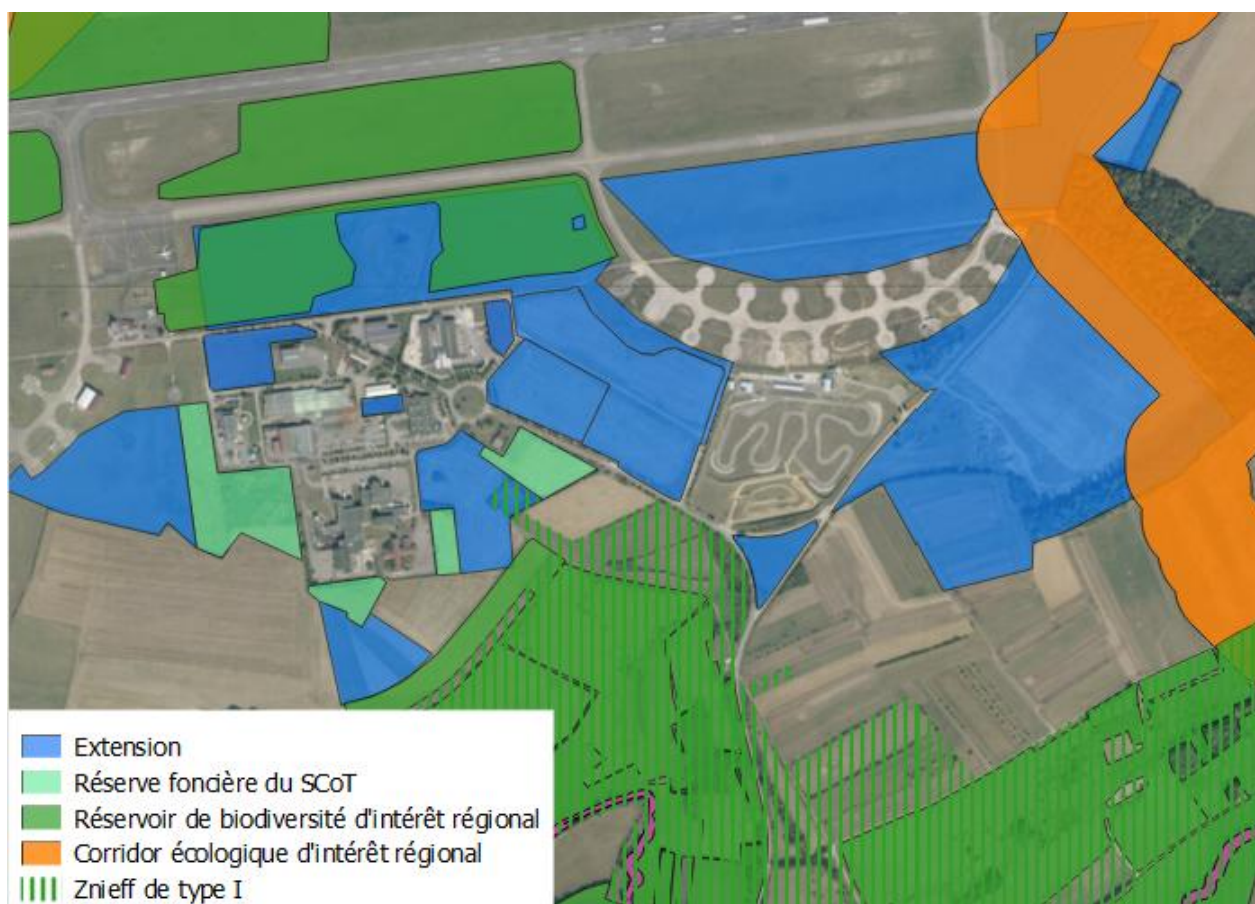 Extension
Réserve foncière du SCoT
Réservoir de biodiversité d'intérêt régional
Corridor écologique d'intérêt régional
Znieff de type I